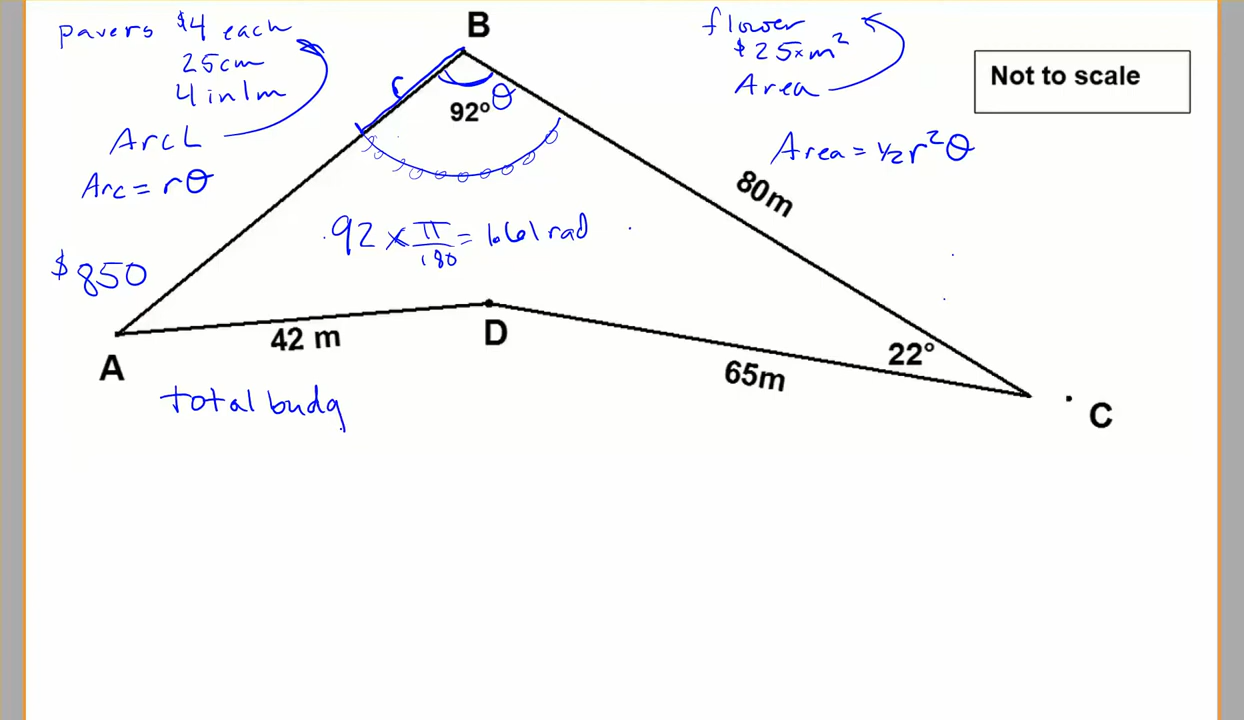 pavers $4 each
25cm
4 in 1m
Arc L
Arc = rθ
$850
B
r
92° θ
92 × π/180 = 1.61 rad
flower
$25 × m²
Area
Area = ½r²θ
Not to scale
80m
22°
42 m
D
65m
A
C
total budg